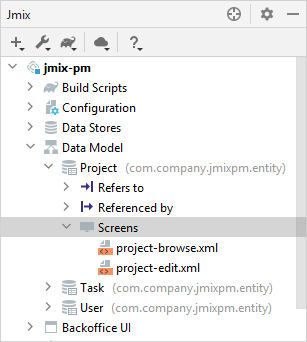 Jmix
jmix-pm
Build Scripts
Configuration
Data Stores
Data Model
Project (com.company.jmixpm.entity)
Refers to
Referenced by
Screens
project-browse.xml
project-edit.xml
Task (com.company.jmixpm.entity)
User (com.company.jmixpm.entity)
Backoffice UI